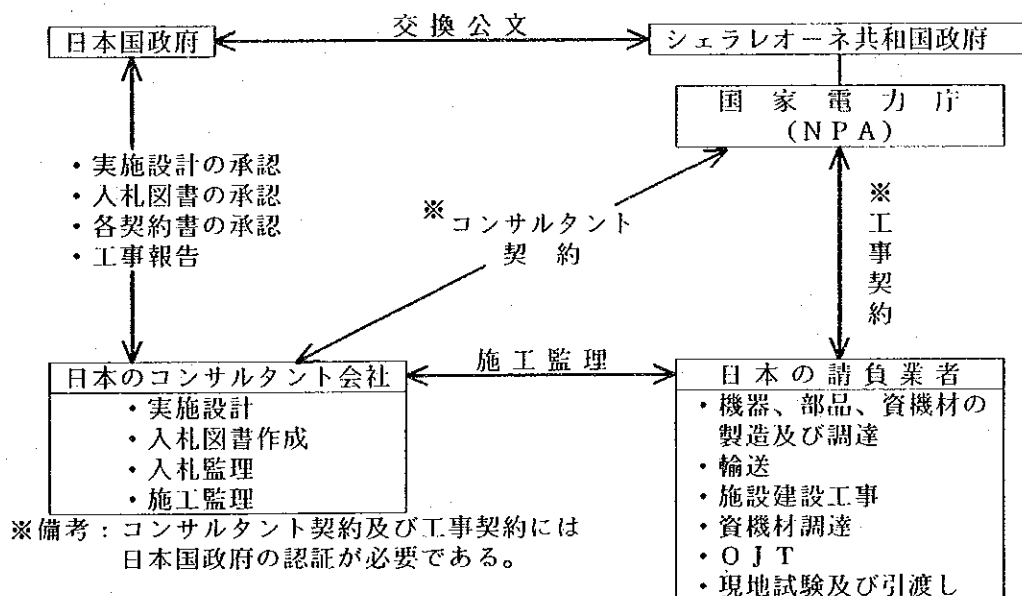 交換公文
日本国政府
シェラレオーネ共和国政府
国家電力庁
(NPA)
・実施設計の承認
・入札図書の承認
・各契約書の承認
・工事報告
※コンサルタント
契約
※工事契約
施工監理
日本のコンサルタント会社
・実施設計
・入札図書作成
・入札監理
・施工監理
日本の請負業者
・機器、部品、資機材の
製造及び調達
・輸送
・施設建設工事
・資機材調達
・OJT
・現地試験及び引渡し
※備考:コンサルタント契約及び工事契約には
日本国政府の認証が必要である。